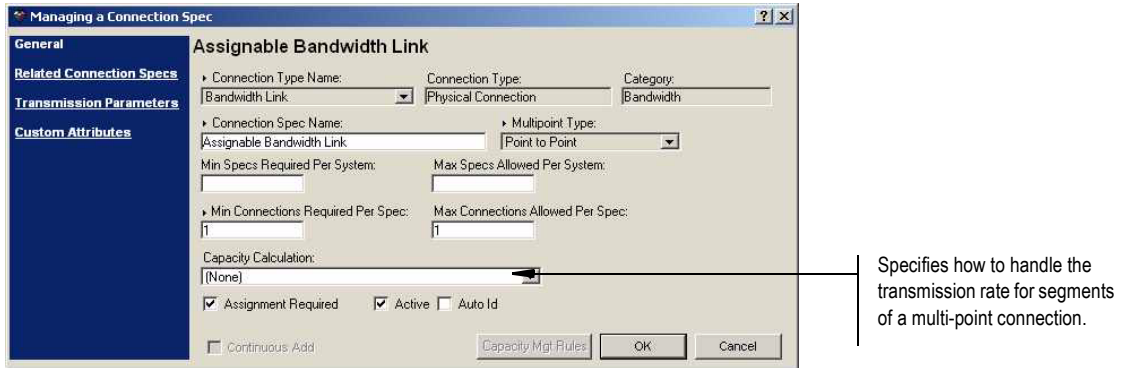 Managing a Connection Spec
General
Related Connection Specs
Transmission Parameters
Custom Attributes
Assignable Bandwidth Link
Connection Type Name: Connection Type: Category:
Bandwidth Link Physical Connection Bandwidth
Connection Spec Name: Multipoint Type:
Assignable Bandwidth Link Point to Point
Min Specs Required Per System: Max Specs Allowed Per System:
Min Connections Required Per Spec: Max Connections Allowed Per Spec:
1 1
Capacity Calculation:
(None)
Assignment Required Active Auto Id
Continuous Add Capacity Mgt Rules OK Cancel
Specifies how to handle the
transmission rate for segments
of a multi-point connection.